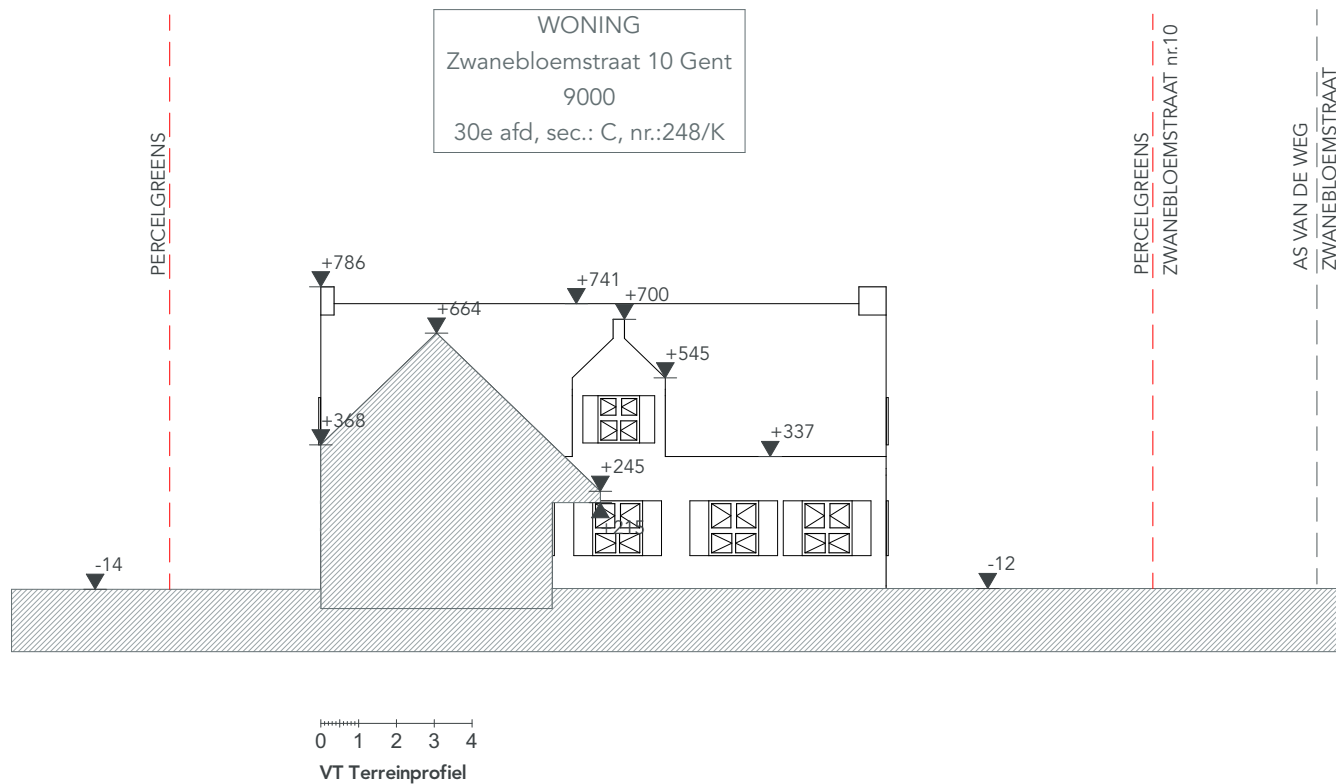 WONING
Zwanebloemstraat 10 Gent
9000
30e afd, sec.: C, nr.:248/K
PERCELGREENS
PERCELGREENS
ZWANEBLOEMSTRAAT nr.10
AS VAN DE WEG
ZWANEBLOEMSTRAAT
+786
+741
+700
+664
+545
+368
+337
+245
+215
-14
-12
0 1 2 3 4
VT Terreinprofiel